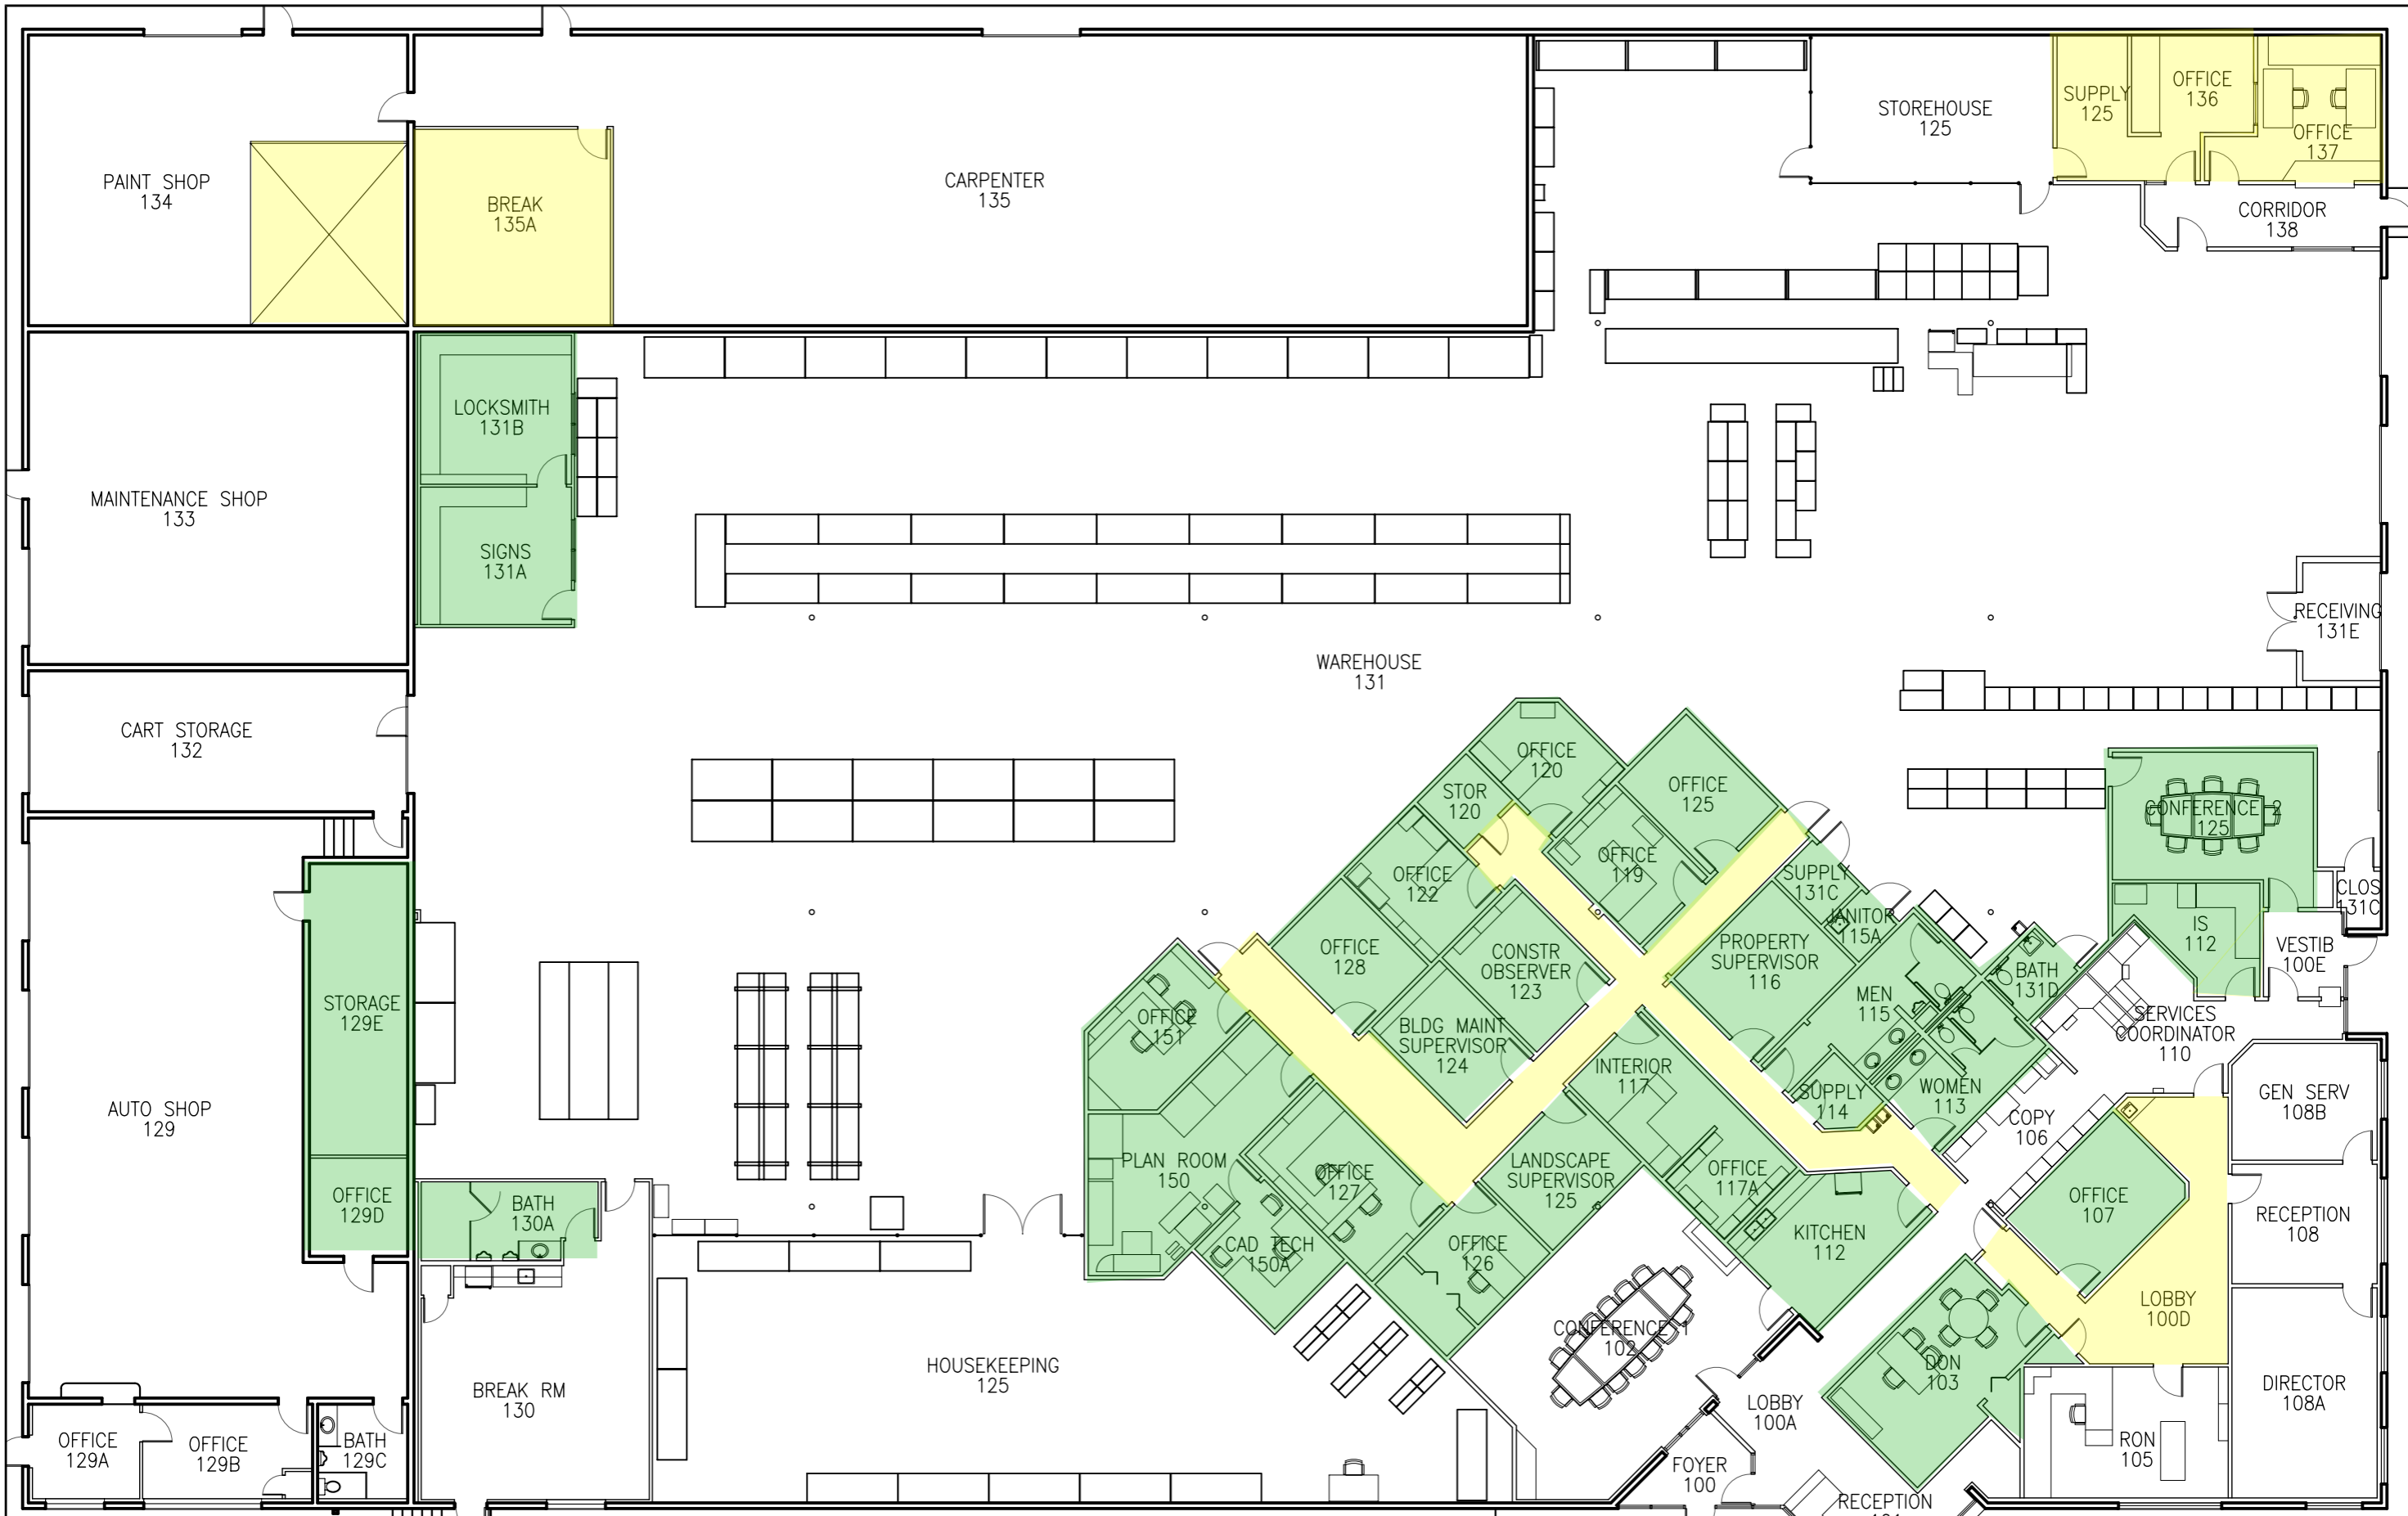 PAINT SHOP
134
BREAK
135A
CARPENTER
135
STOREHOUSE
125
SUPPLY
125
OFFICE
136
OFFICE
137
CORRIDOR
138
LOCKSMITH
131B
MAINTENANCE SHOP
133
SIGNS
131A
RECEIVING
131E
WAREHOUSE
131
CART STORAGE
132
OFFICE
120
STOR
120
OFFICE
125
OFFICE
119
OFFICE
122
CONFERENCE 2
125
SUPPLY
131C
JANITOR
115A
CLOS
131C
IS
112
VESTIB
100E
OFFICE
128
CONSTR
OBSERVER
123
PROPERTY
SUPERVISOR
116
MEN
115
BATH
131D
SERVICES
COORDINATOR
110
STORAGE
129E
OFFICE
151
BLDG MAINT
SUPERVISOR
124
INTERIOR
117
SUPPLY
114
WOMEN
113
COPY
106
GEN SERV
108B
AUTO SHOP
129
PLAN ROOM
150
OFFICE
127
LANDSCAPE
SUPERVISOR
125
OFFICE
117A
OFFICE
107
RECEPTION
108
OFFICE
129D
BATH
130A
CAD TECH
150A
OFFICE
126
KITCHEN
112
LOBBY
100D
CONFERENCE 1
102
HOUSEKEEPING
125
BREAK RM
130
DON
103
DIRECTOR
108A
LOBBY
100A
OFFICE
129A
OFFICE
129B
BATH
129C
FOYER
100
RON
105
RECEPTION